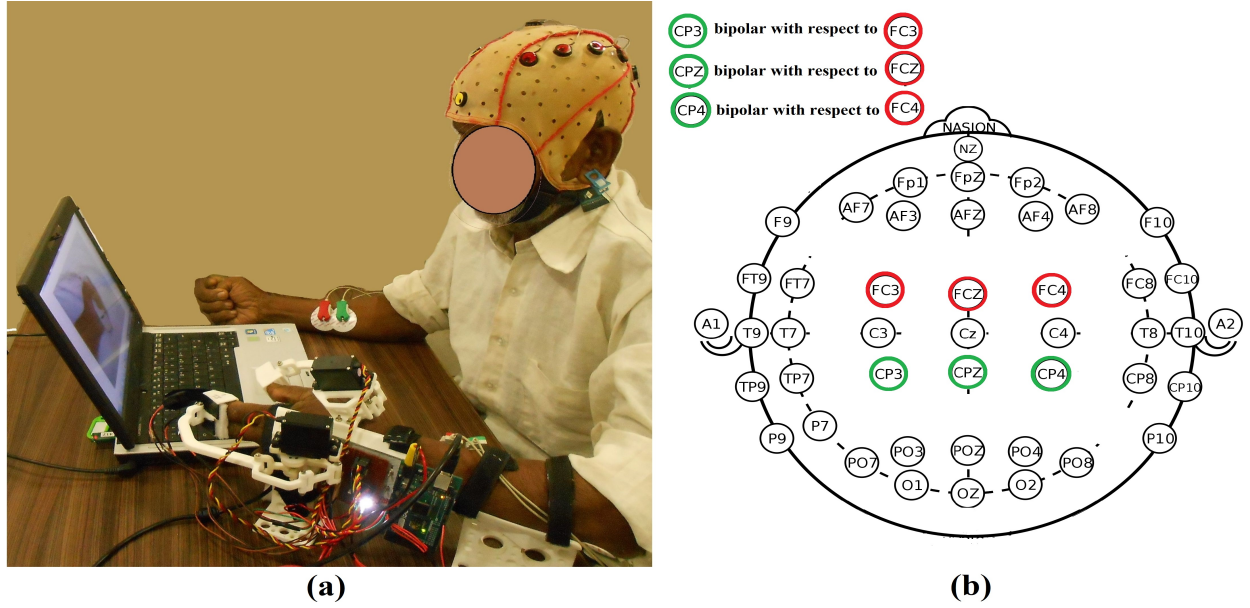 CP3 bipolar with respect to FC3
CPZ bipolar with respect to FCZ
CP4 bipolar with respect to FC4
NASION
NZ
Fp1 FpZ Fp2
AF7 AF3 AFZ AF4 AF8
F9 F10
FT9 FT7 FC3 FCZ FC4 FC8 FC10
A1 T9 T7 C3 Cz C4 T8 T10 A2
TP9 TP7 CP3 CPZ CP4 CP8 CP10
P9 P7 P10
PO7 PO3 POZ PO4 PO8
O1 OZ O2
(a) (b)